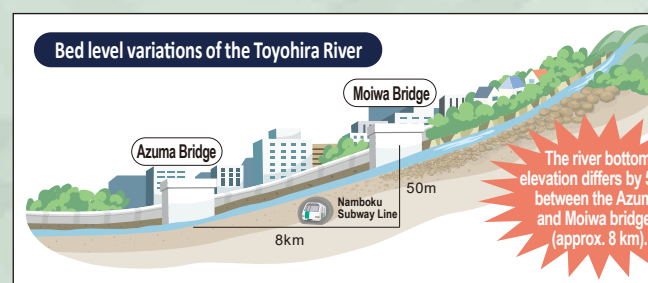 Bed level variations of the Toyohira River
Moiwa Bridge
Azuma Bridge
50m
Namboku
Subway Line
8km
The river bottom
elevation differs by
between the
and Moiwa
(approx. 8 km).